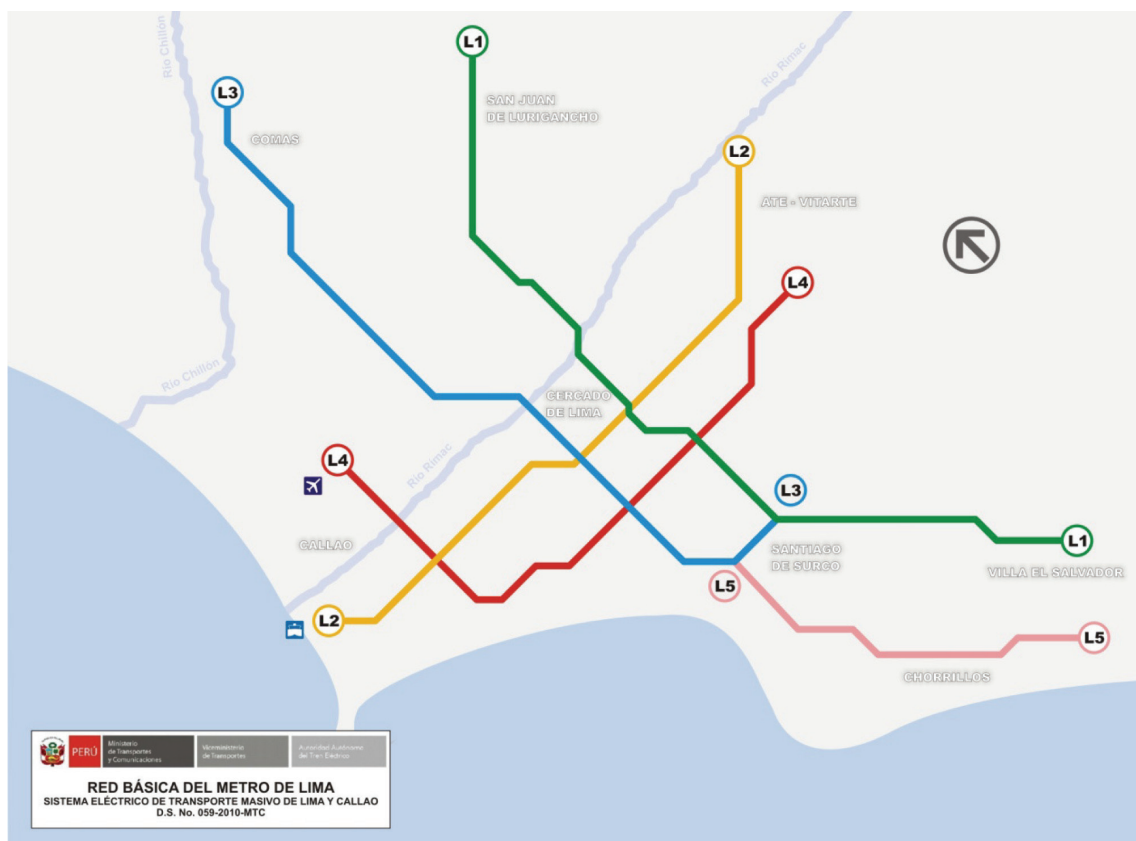 Río Chillón
L1
Río Rimac
L3
SAN JUAN
DE LURIGANCHO
COMAS
L2
ATE - VITARTE
L4
Río Chillón
CERCADO
DE LIMA
L4
Río Rimac
L3
CALLAO
SANTIAGO
DE SURCO
L1
VILLA EL SALVADOR
L5
L2
L5
CHORRILLOS
PERÚ
Ministerio
de Transportes
y Comunicaciones
Viceministerio
de Transportes
Autoridad Autónoma
del Tren Eléctrico
RED BÁSICA DEL METRO DE LIMA
SISTEMA ELÉCTRICO DE TRANSPORTE MASIVO DE LIMA Y CALLAO
D.S. No. 059-2010-MTC